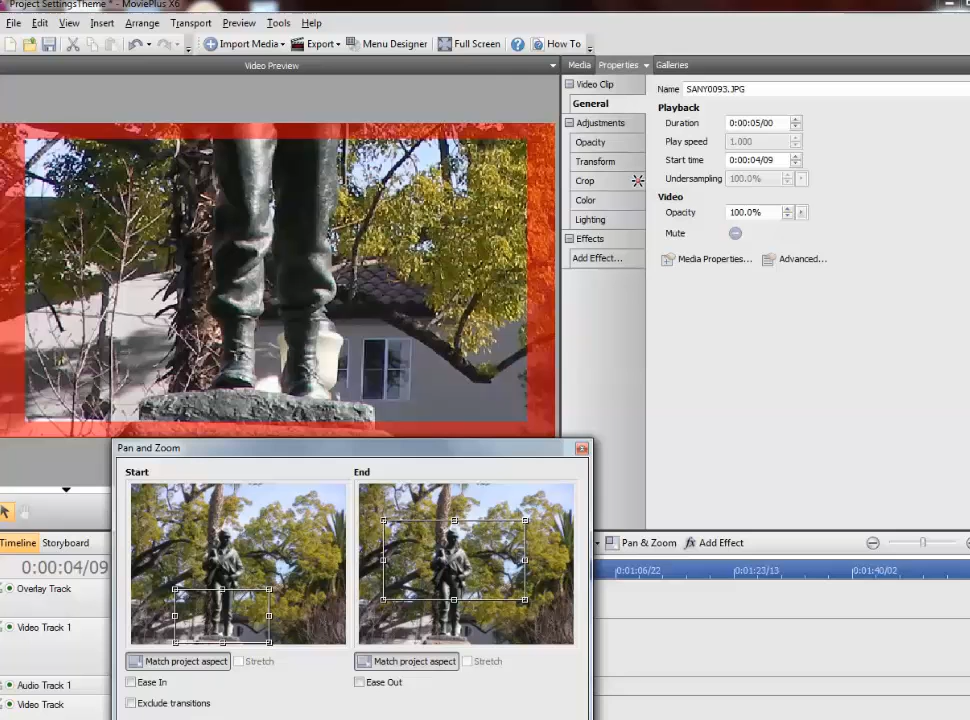 Project SettingsTheme * - MoviePlus X6
File Edit View Insert Arrange Transport Preview Tools Help
Import Media Export Menu Designer Full Screen How To
Video Preview Media Properties Galleries
Video Clip
General
Adjustments
Opacity
Transform
Crop
Color
Lighting
Effects
Add Effect...
Name SANY0093.JPG
Playback
Duration 0:00:05/00
Play speed 1.000
Start time 0:00:04/09
Undersampling 100.0%
Video
Opacity 100.0%
Mute
Media Properties... Advanced...
Pan and Zoom
Start End
Match project aspect Stretch Match project aspect Stretch
Ease In Ease Out
Exclude transitions
Timeline Storyboard
0:00:04/09
Overlay Track
Video Track 1
Audio Track 1
Video Track
Pan & Zoom fx Add Effect
0:01:06/22 0:01:23/13 0:01:40/02